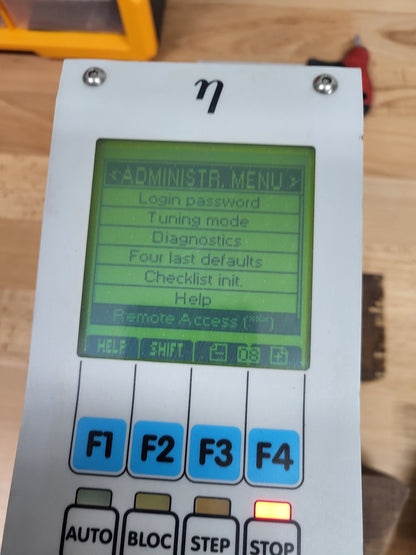 <ADMINISTR. MENU >
Login password
Tuning mode
Diagnostics
Four last defaults
Checklist init.
Help
Remote Access (***)
HELP SHIFT - 08 +
F1 F2 F3 F4
AUTO BLOC STEP STOP